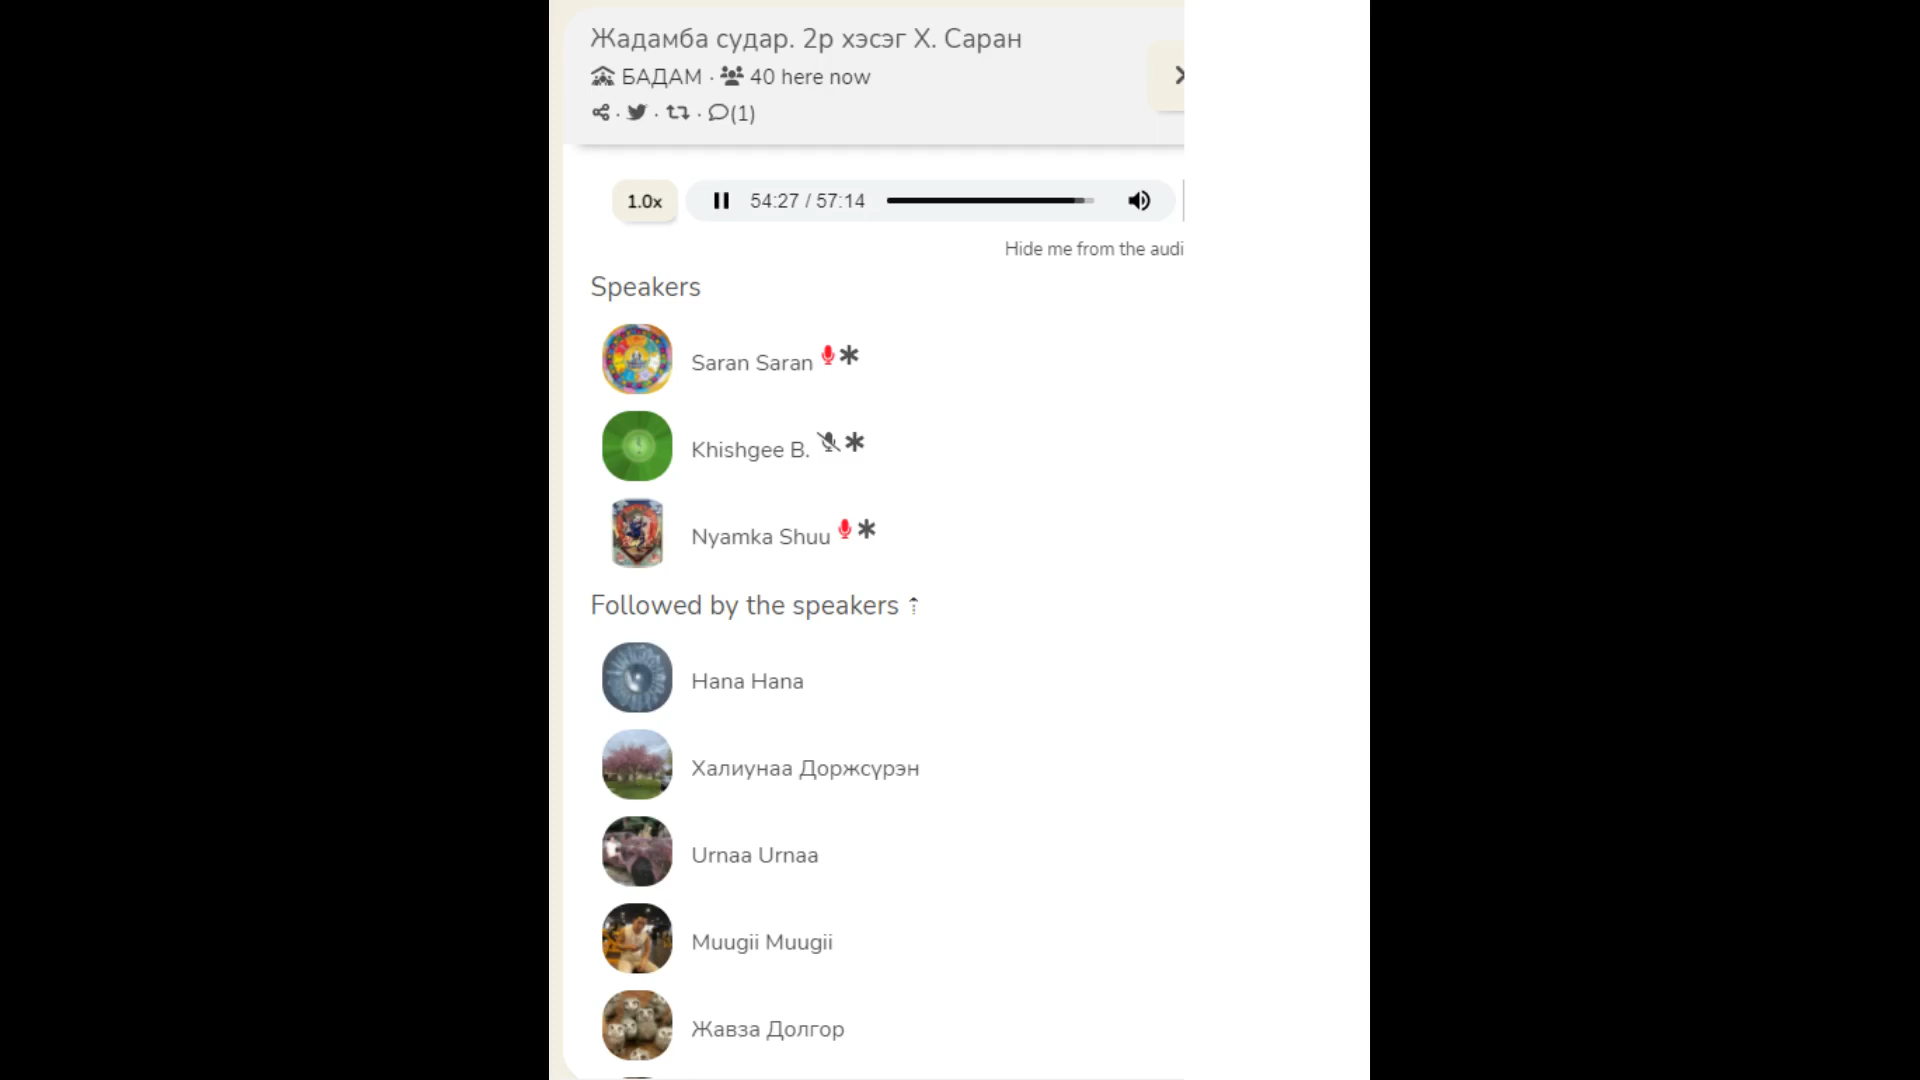 Жадамба судар. 2р хэсэг Х. Саран
БАДАМ · 40 here now
(1)
1.0x 54:27 / 57:14
Hide me from the audi
Speakers
Saran Saran
Khishgee B.
Nyamka Shuu
Followed by the speakers
Hana Hana
Халиунаа Доржсүрэн
Urnaa Urnaa
Muugii Muugii
Жавза Долгор